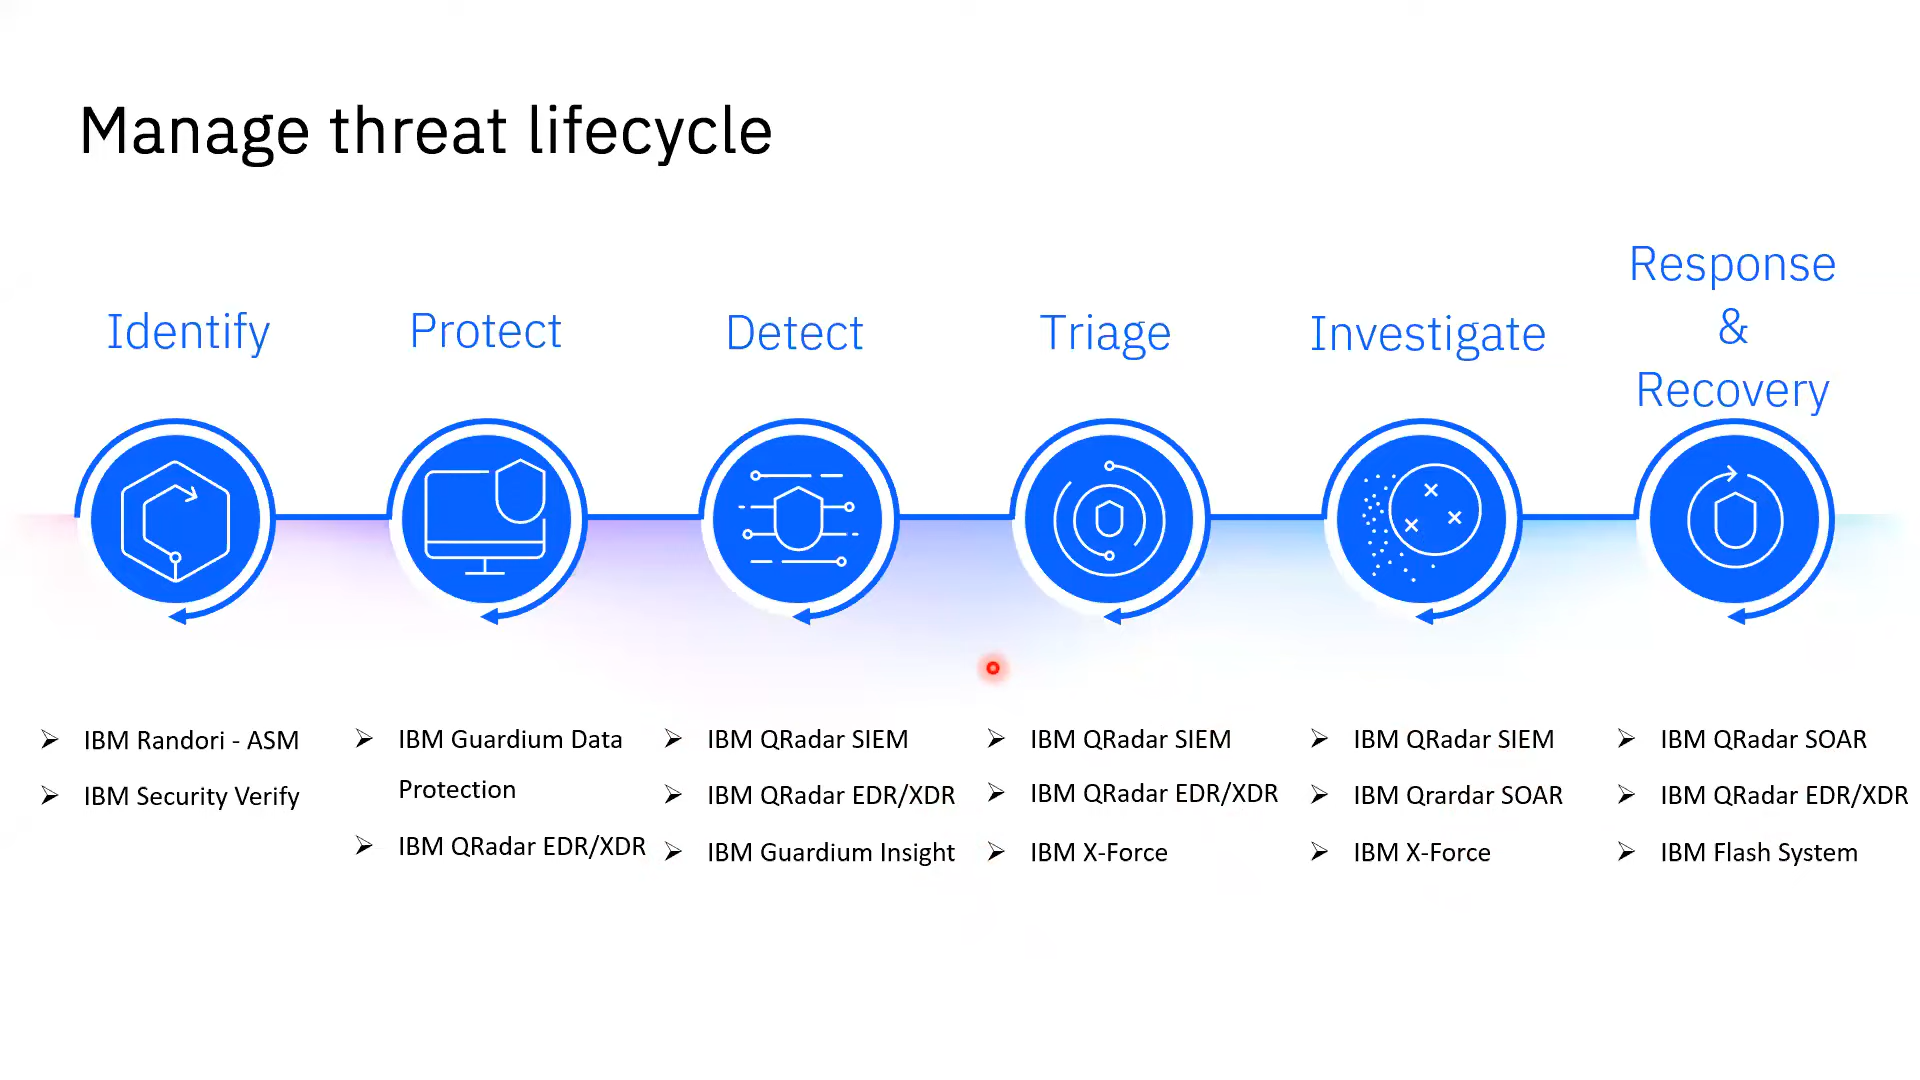 Manage threat lifecycle
Identify
Protect
Detect
Triage
Investigate
Response
&
Recovery
IBM Randori - ASM
IBM Security Verify
IBM Guardium Data
Protection
IBM QRadar EDR/XDR
IBM QRadar SIEM
IBM QRadar EDR/XDR
IBM Guardium Insight
IBM QRadar SIEM
IBM QRadar EDR/XDR
IBM X-Force
IBM QRadar SIEM
IBM Qrardar SOAR
IBM X-Force
IBM QRadar SOAR
IBM QRadar EDR/XDR
IBM Flash System